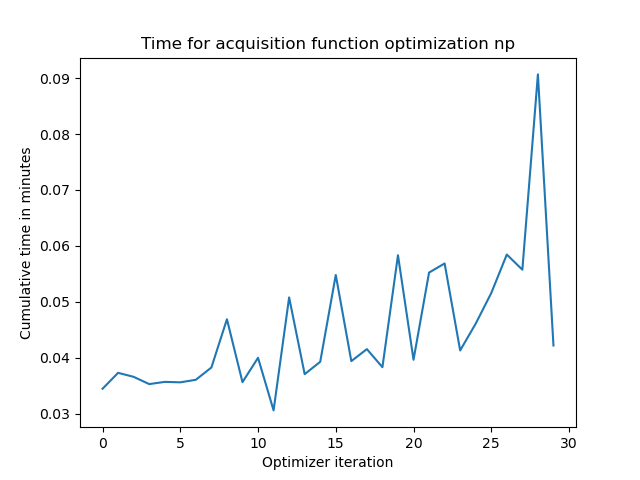 Time for acquisition function optimization np
Cumulative time in minutes
0.09
0.08
0.07
0.06
0.05
0.04
0.03
0 5 10 15 20 25 30
Optimizer iteration